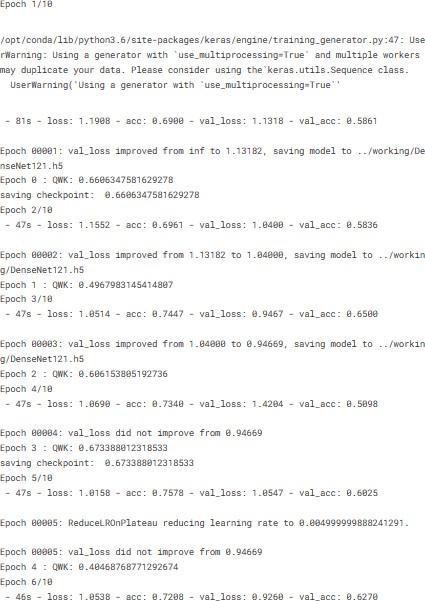 Epoch 1/10
/opt/conda/lib/python3.6/site-packages/keras/engine/training_generator.py:47: Use
rWarning: Using a generator with `use_multiprocessing=True` and multiple workers
may duplicate your data. Please consider using the`keras.utils.Sequence class.
  UserWarning('Using a generator with `use_multiprocessing=True``
 - 81s - loss: 1.1908 - acc: 0.6900 - val_loss: 1.1318 - val_acc: 0.5861
Epoch 00001: val_loss improved from inf to 1.13182, saving model to ../working/De
nseNet121.h5
Epoch 0 : QWK: 0.6606347581629278
saving checkpoint:  0.6606347581629278
Epoch 2/10
 - 47s - loss: 1.1552 - acc: 0.6961 - val_loss: 1.0400 - val_acc: 0.5836
Epoch 00002: val_loss improved from 1.13182 to 1.04000, saving model to ../workin
g/DenseNet121.h5
Epoch 1 : QWK: 0.4967983145414807
Epoch 3/10
 - 47s - loss: 1.0514 - acc: 0.7447 - val_loss: 0.9467 - val_acc: 0.6500
Epoch 00003: val_loss improved from 1.04000 to 0.94669, saving model to ../workin
g/DenseNet121.h5
Epoch 2 : QWK: 0.606153805192736
Epoch 4/10
 - 47s - loss: 1.0690 - acc: 0.7340 - val_loss: 1.4204 - val_acc: 0.5098
Epoch 00004: val_loss did not improve from 0.94669
Epoch 3 : QWK: 0.673388012318533
saving checkpoint:  0.673388012318533
Epoch 5/10
 - 47s - loss: 1.0158 - acc: 0.7578 - val_loss: 1.0547 - val_acc: 0.6025
Epoch 00005: ReduceLROnPlateau reducing learning rate to 0.004999999888241291.
Epoch 00005: val_loss did not improve from 0.94669
Epoch 4 : QWK: 0.40468768771292674
Epoch 6/10
 - 46s - loss: 1.0538 - acc: 0.7208 - val_loss: 0.9260 - val_acc: 0.6270